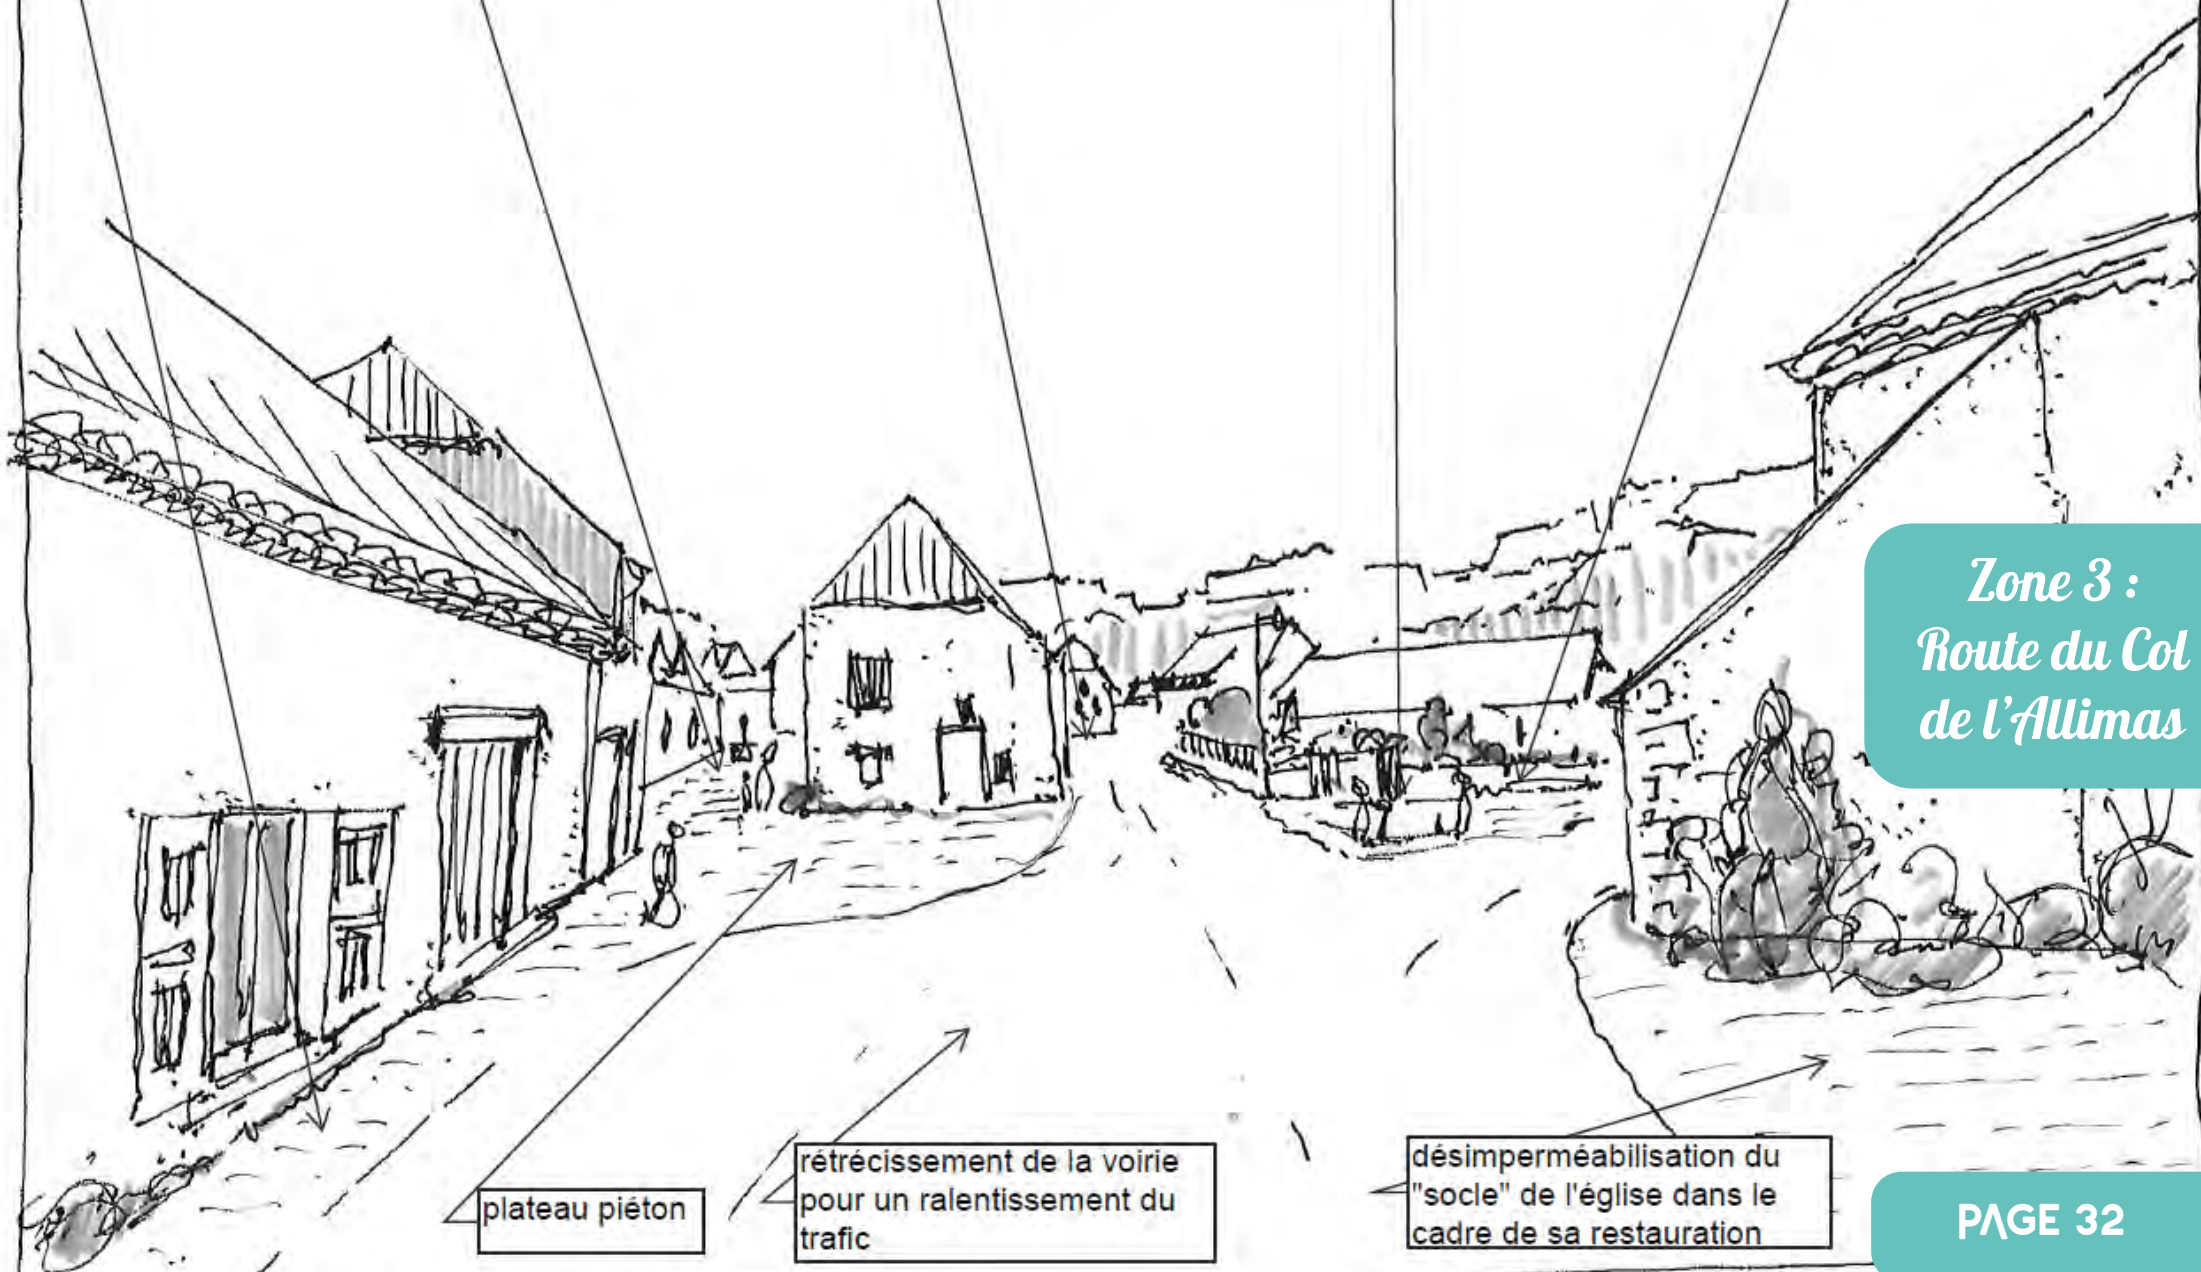 Zone 3 :
Route du Col
de l'Allimas
plateau piéton
rétrécissement de la voirie
pour un ralentissement du
trafic
désimperméabilisation du
"socle" de l'église dans le
cadre de sa restauration
PAGE 32